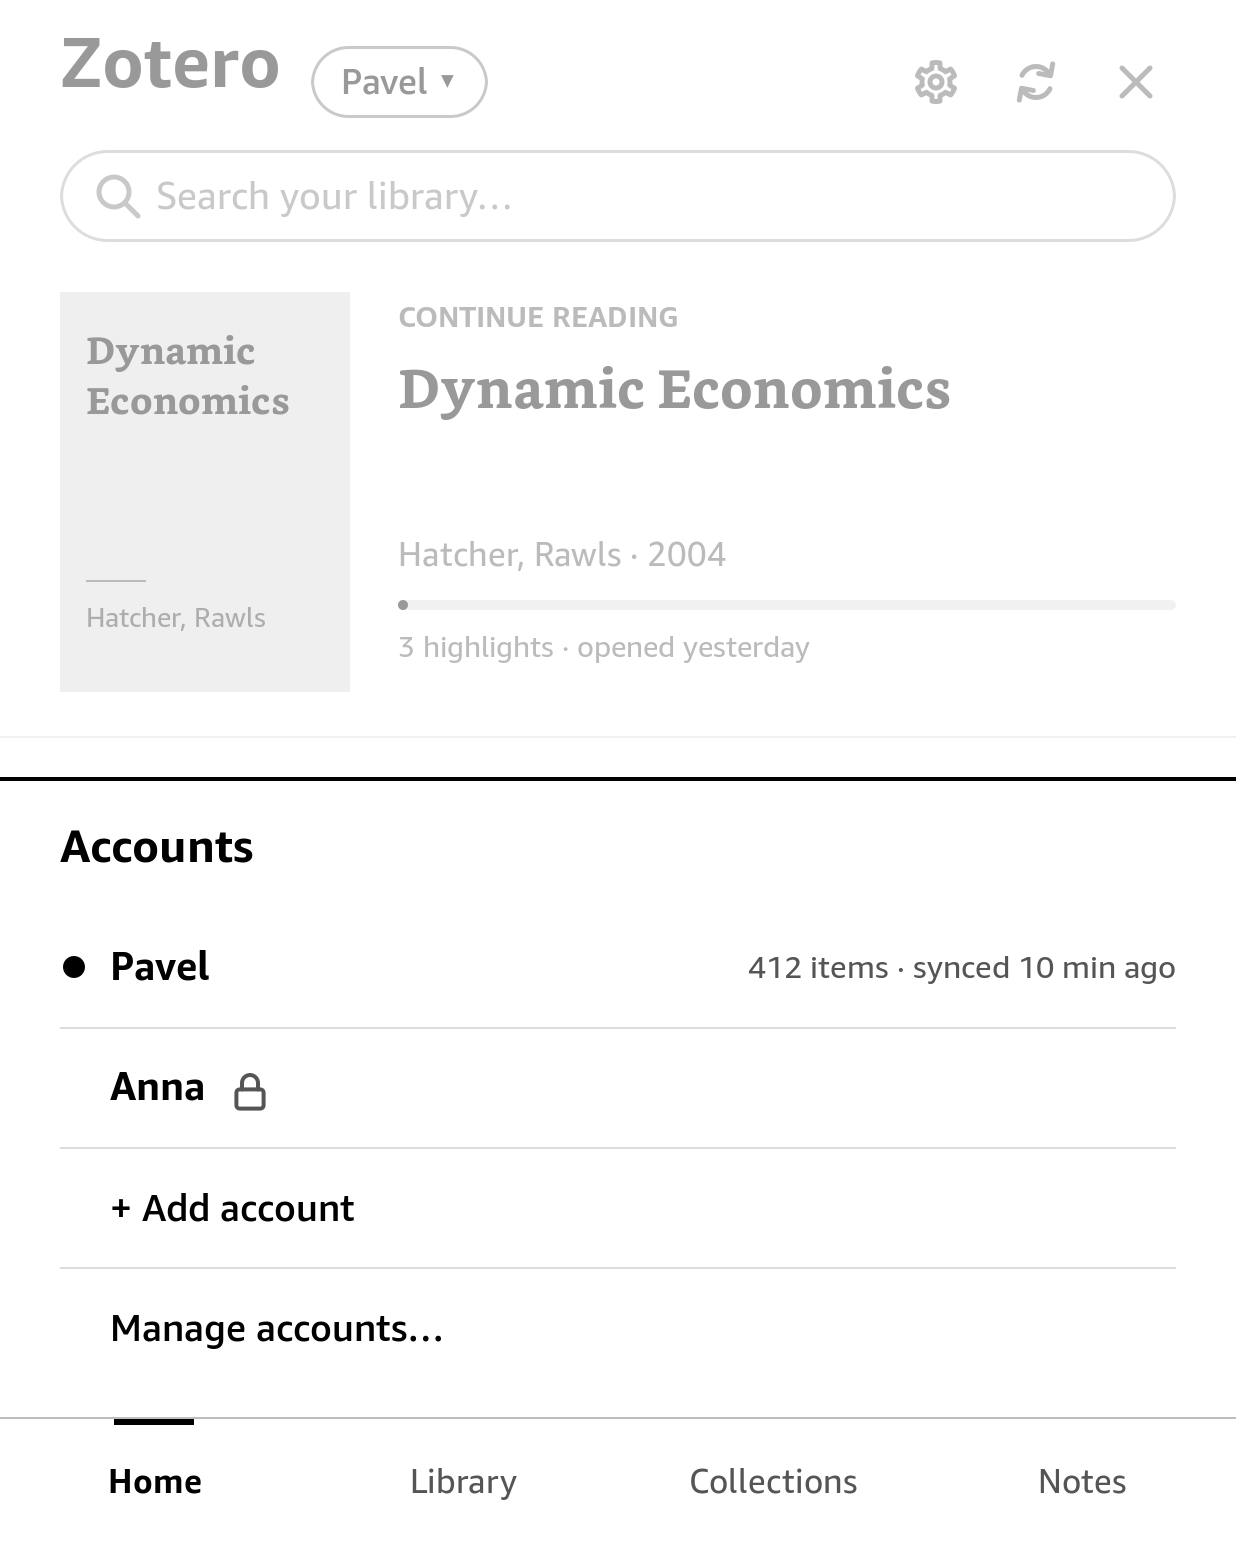 Zotero
Pavel ▼
Search your library…
Dynamic
Economics
Hatcher, Rawls
CONTINUE READING
Dynamic Economics
Hatcher, Rawls · 2004
3 highlights · opened yesterday
Accounts
Pavel 412 items · synced 10 min ago
Anna
+ Add account
Manage accounts…
Home Library Collections Notes